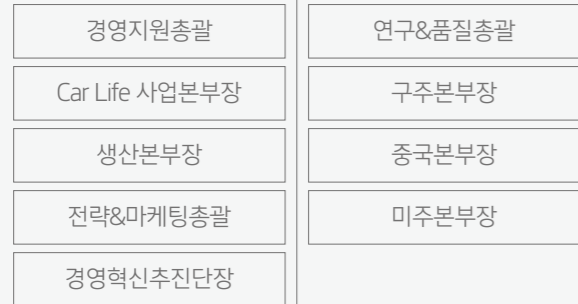 경영지원총괄
Car Life 사업본부장
생산본부장
전략&마케팅총괄
경영혁신추진단장
연구&품질총괄
구주본부장
중국본부장
미주본부장